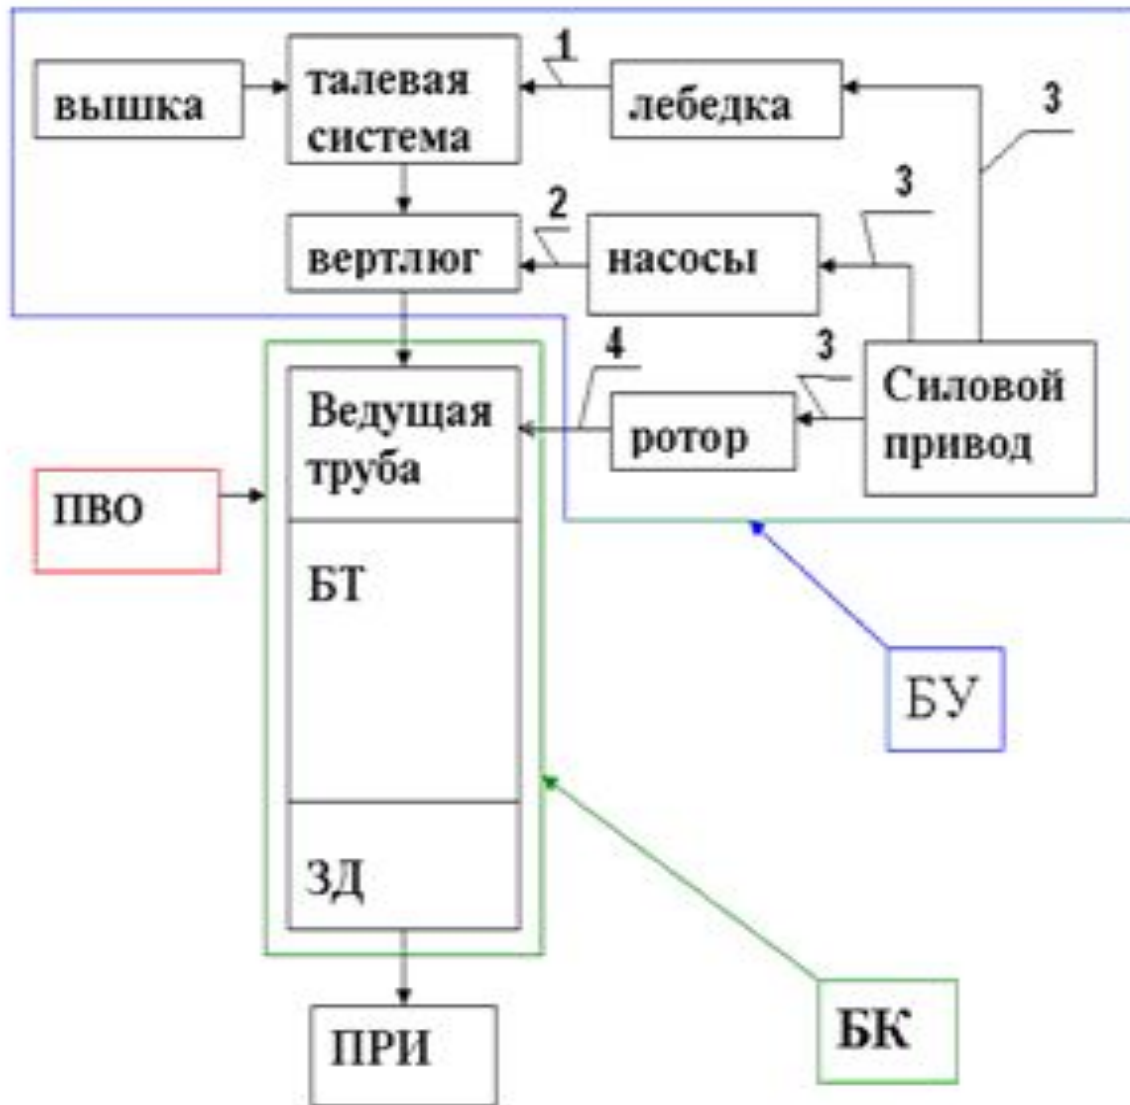 1
3
вышка
талевая
система
лебедка
2
3
вертлюг
насосы
4
3
Ведущая
труба
ротор
Силовой
привод
ПВО
БТ
БУ
ЗД
БК
ПРИ